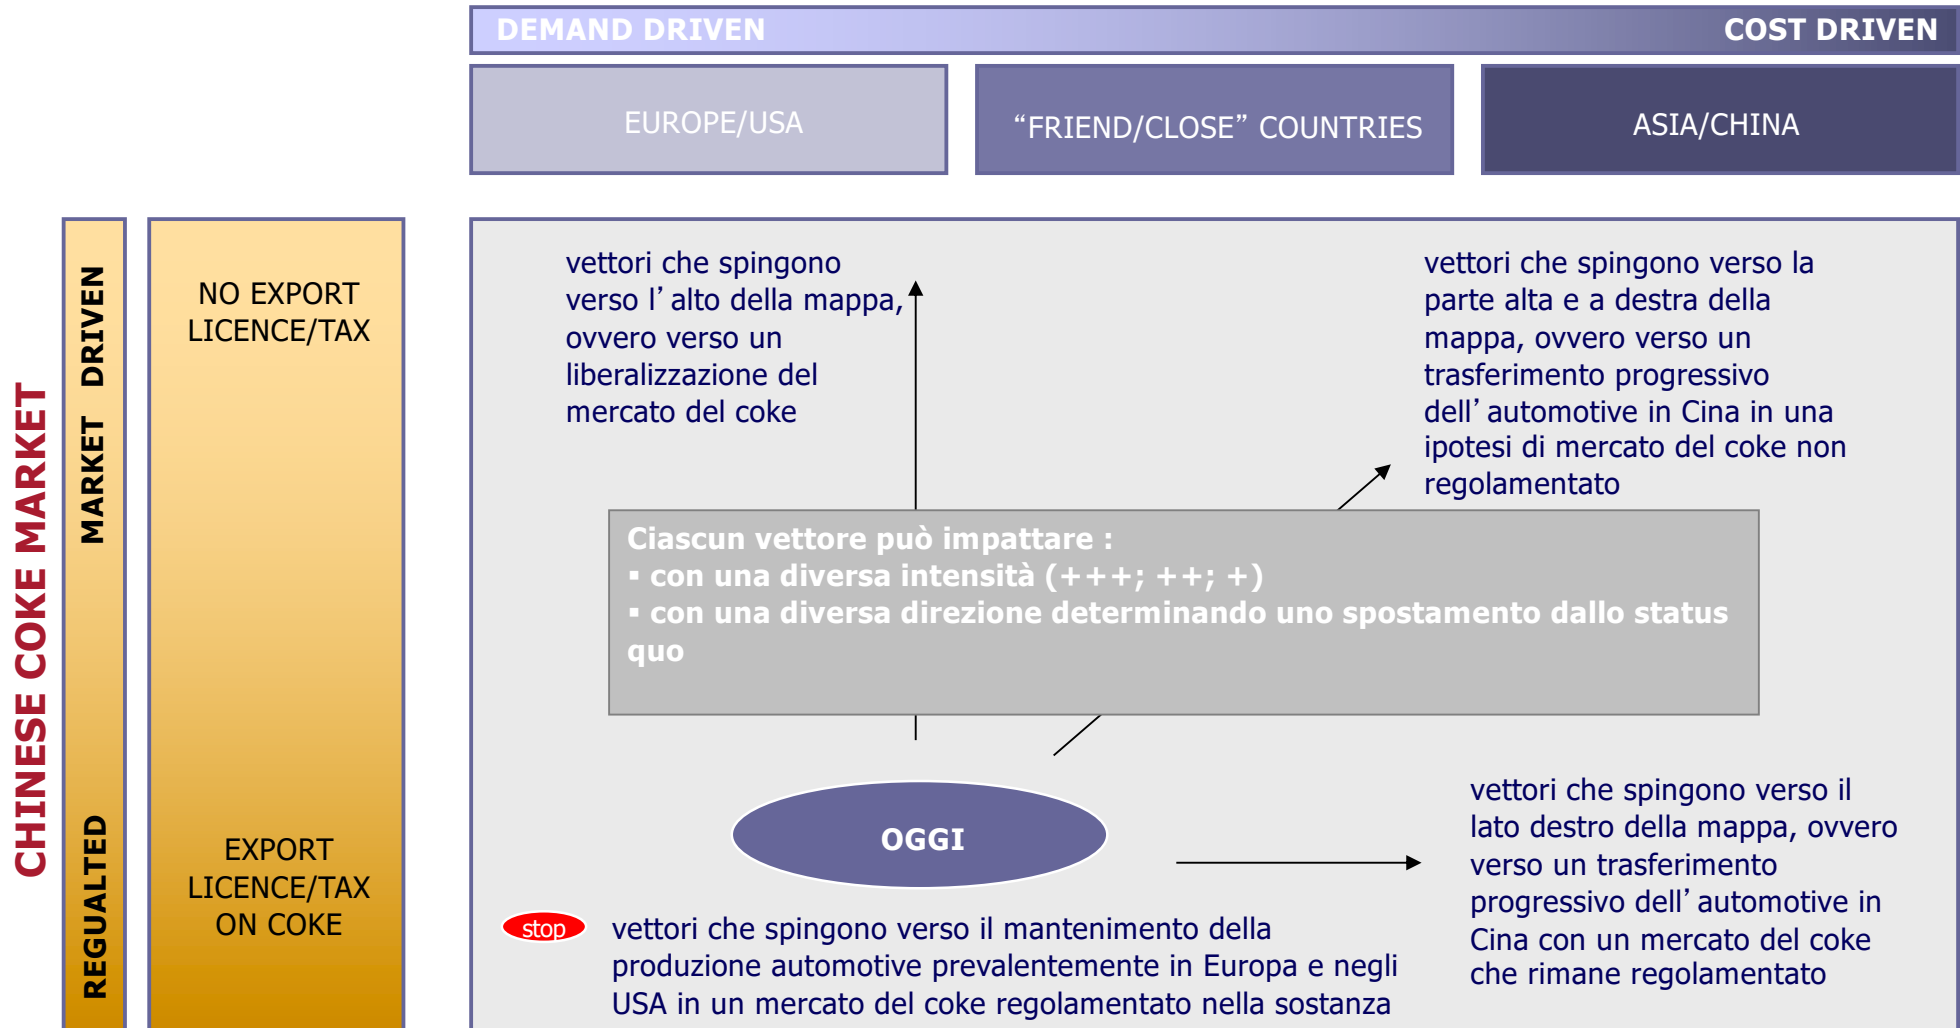 DEMAND DRIVEN
COST DRIVEN
EUROPE/USA
“FRIEND/CLOSE” COUNTRIES
ASIA/CHINA
CHINESE COKE MARKET
MARKET DRIVEN
REGUALTED
NO EXPORT
LICENCE/TAX
EXPORT
LICENCE/TAX
ON COKE
vettori che spingono
verso l’alto della mappa,
ovvero verso un
liberalizzazione del
mercato del coke
vettori che spingono verso la
parte alta e a destra della
mappa, ovvero verso un
trasferimento progressivo
dell’automotive in Cina in una
ipotesi di mercato del coke non
regolamentato
Ciascun vettore può impattare :
▪ con una diversa intensità (+++; ++; +)
▪ con una diversa direzione determinando uno spostamento dallo status
quo
OGGI
vettori che spingono verso il
lato destro della mappa, ovvero
verso un trasferimento
progressivo dell’automotive in
Cina con un mercato del coke
che rimane regolamentato
stop
vettori che spingono verso il mantenimento della
produzione automotive prevalentemente in Europa e negli
USA in un mercato del coke regolamentato nella sostanza